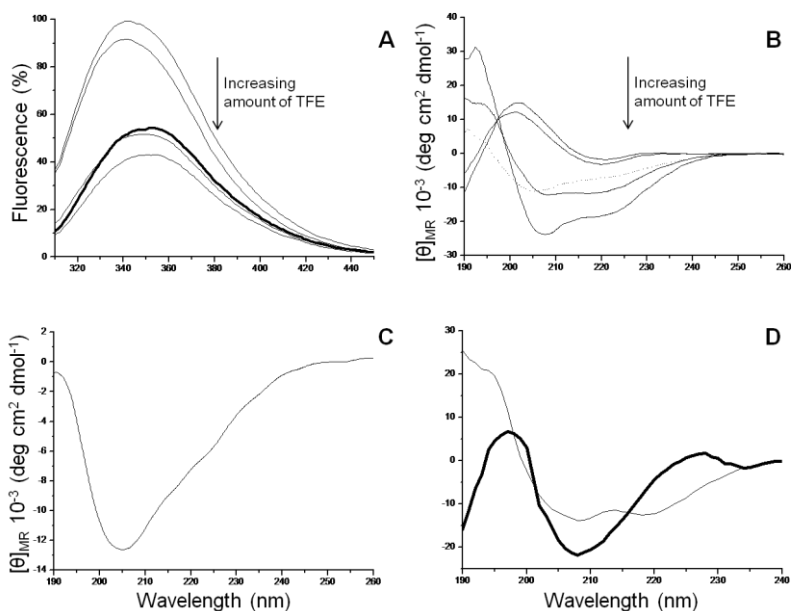 A
Fluorescence (%)
100
80
60
40
20
0
Increasing
amount of TFE
320 340 360 380 400 420 440
B
[θ]MR 10-3 (deg cm2 dmol-1)
40
30
20
10
0
-10
-20
-30
Increasing
amount of TFE
190 200 210 220 230 240 250 260
C
[θ]MR 10-3 (deg cm2 dmol-1)
2
0
-2
-4
-6
-8
-10
-12
-14
190 200 210 220 230 240 250 260
Wavelength (nm)
D
30
20
10
0
-10
-20
190 200 210 220 230 240
Wavelength (nm)